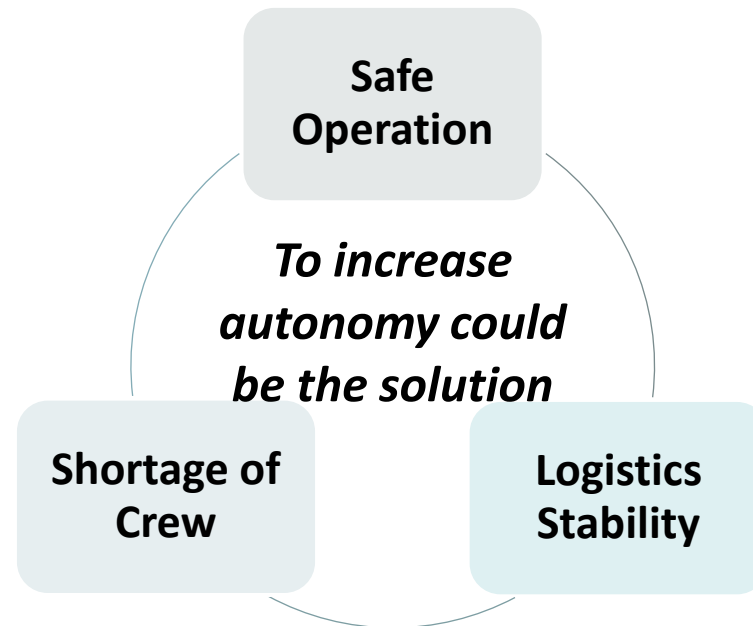 Safe
Operation
To increase
autonomy could
be the solution
Shortage of
Crew
Logistics
Stability